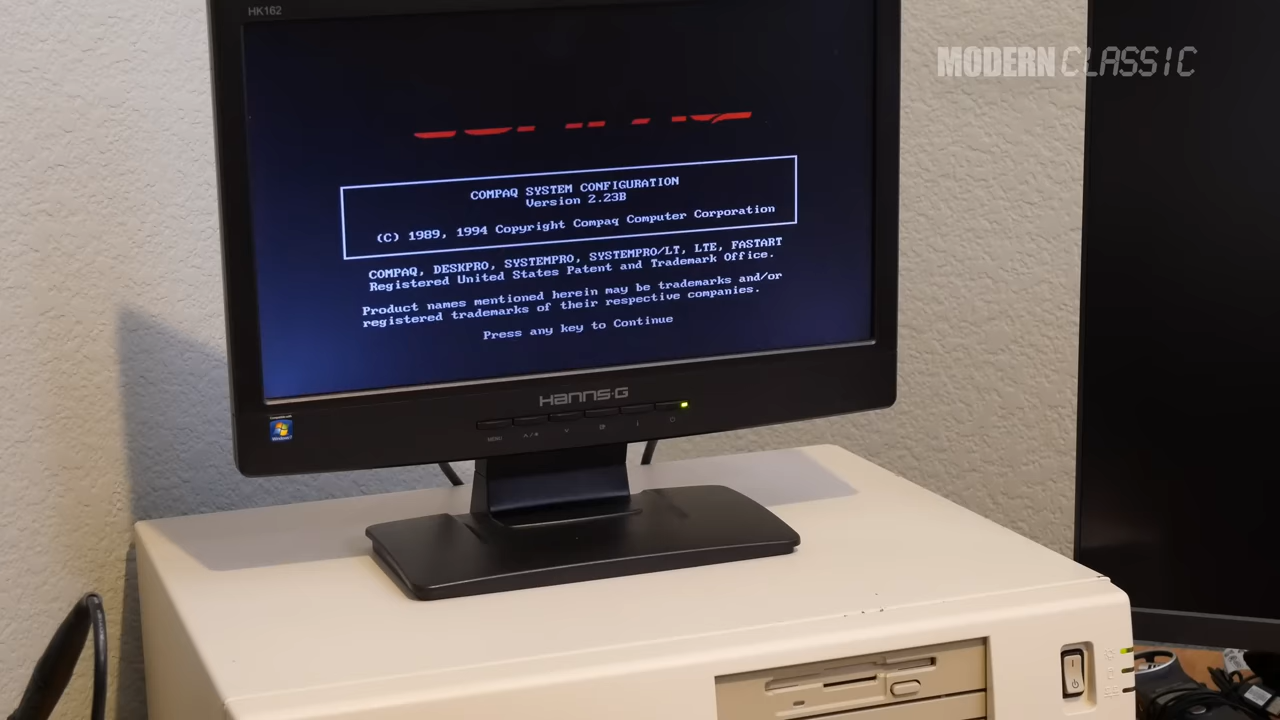 HK162
MODERN CLASSIC
COMPAQ SYSTEM CONFIGURATION
Version 2.23B
(C) 1989, 1994 Copyright Compaq Computer Corporation
COMPAQ, DESKPRO, SYSTEMPRO, SYSTEMPRO/LT, LTE, FASTART
Registered United States Patent and Trademark Office.
Product names mentioned herein may be trademarks and/or
registered trademarks of their respective companies.
Press any key to Continue
HANNS·G
MENU